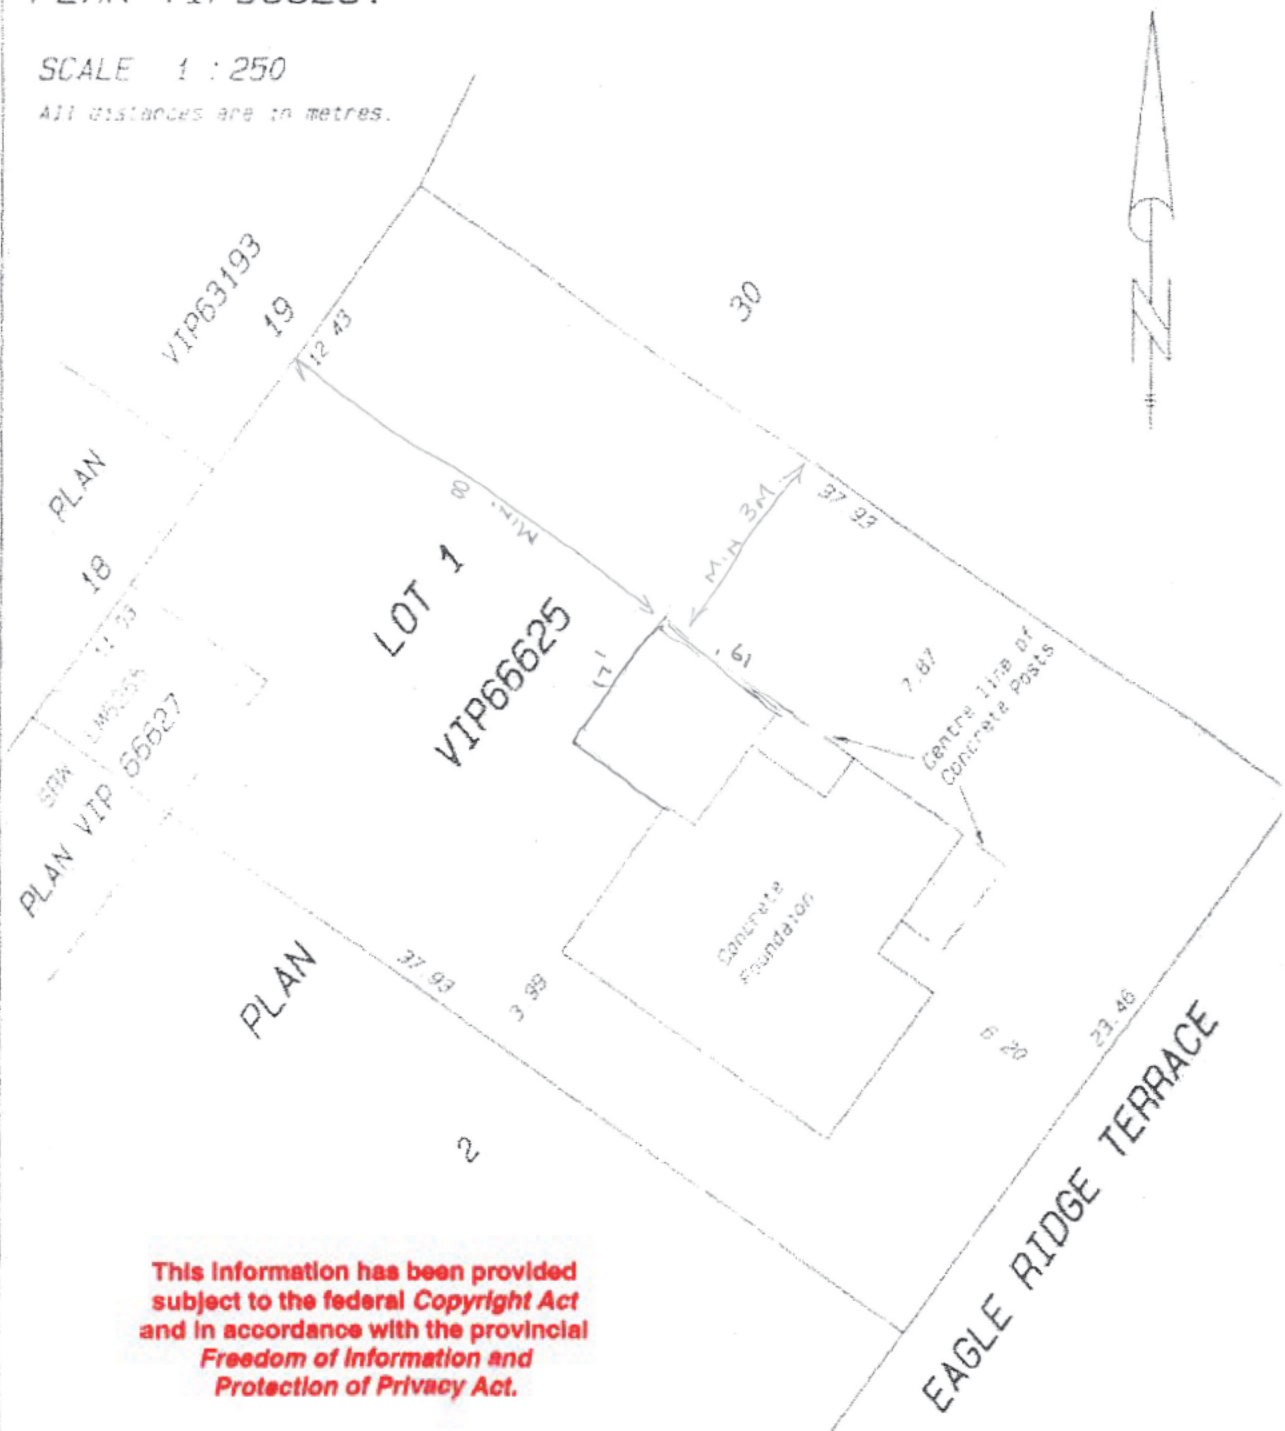 SCALE 1 : 250
All distances are in metres.
VIP63193
19
12 43
30
PLAN
18
8
MIN.
MIN 3M
37 93
LOT 1
VIP66625
7.87
Centre line of
Concrete Posts
SRW
PLAN VIP 66627
Concrete
Foundaion
PLAN
37.93
3.99
6 20
23.46
2
EAGLE RIDGE TERRACE
This information has been provided
subject to the federal Copyright Act
and in accordance with the provincial
Freedom of Information and
Protection of Privacy Act.